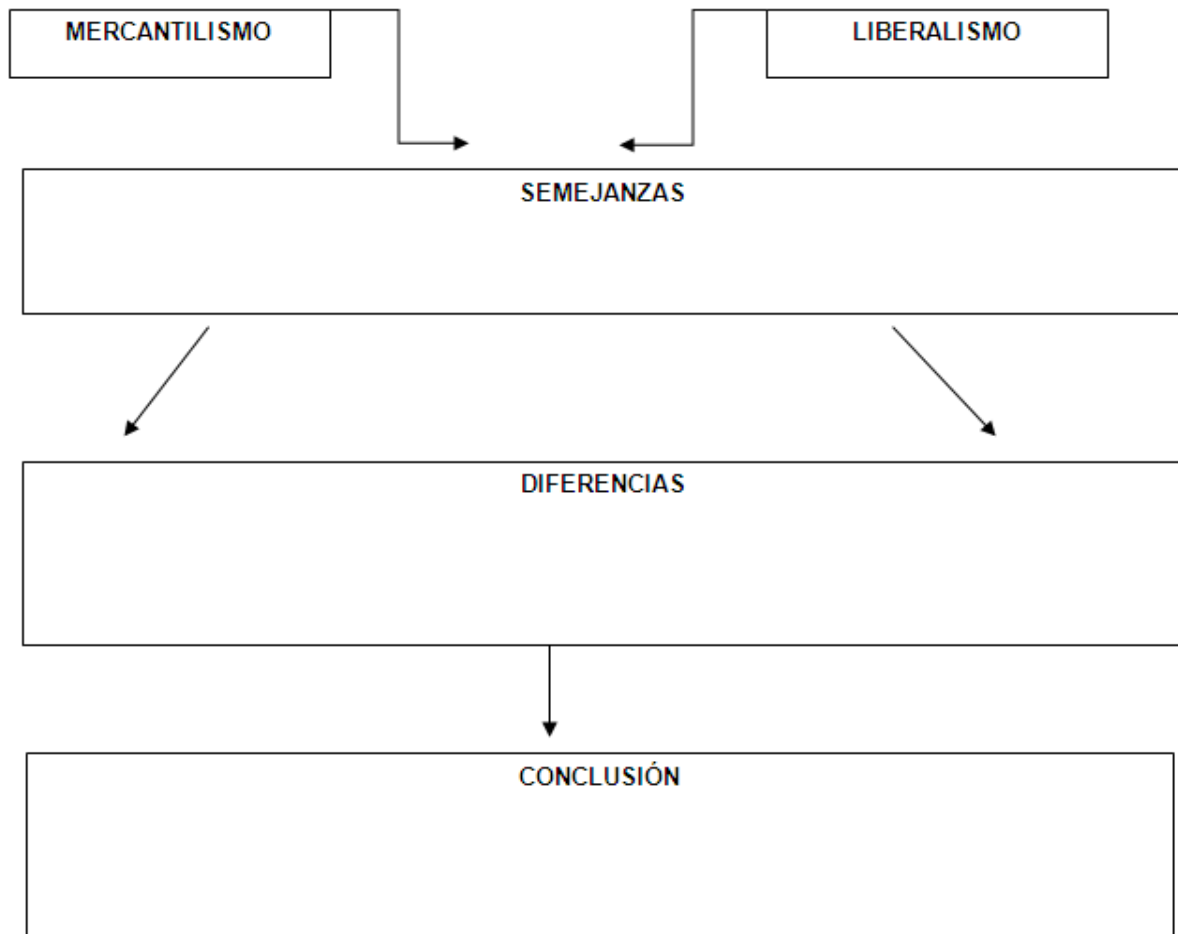 MERCANTILISMO
LIBERALISMO
SEMEJANZAS
DIFERENCIAS
CONCLUSIÓN